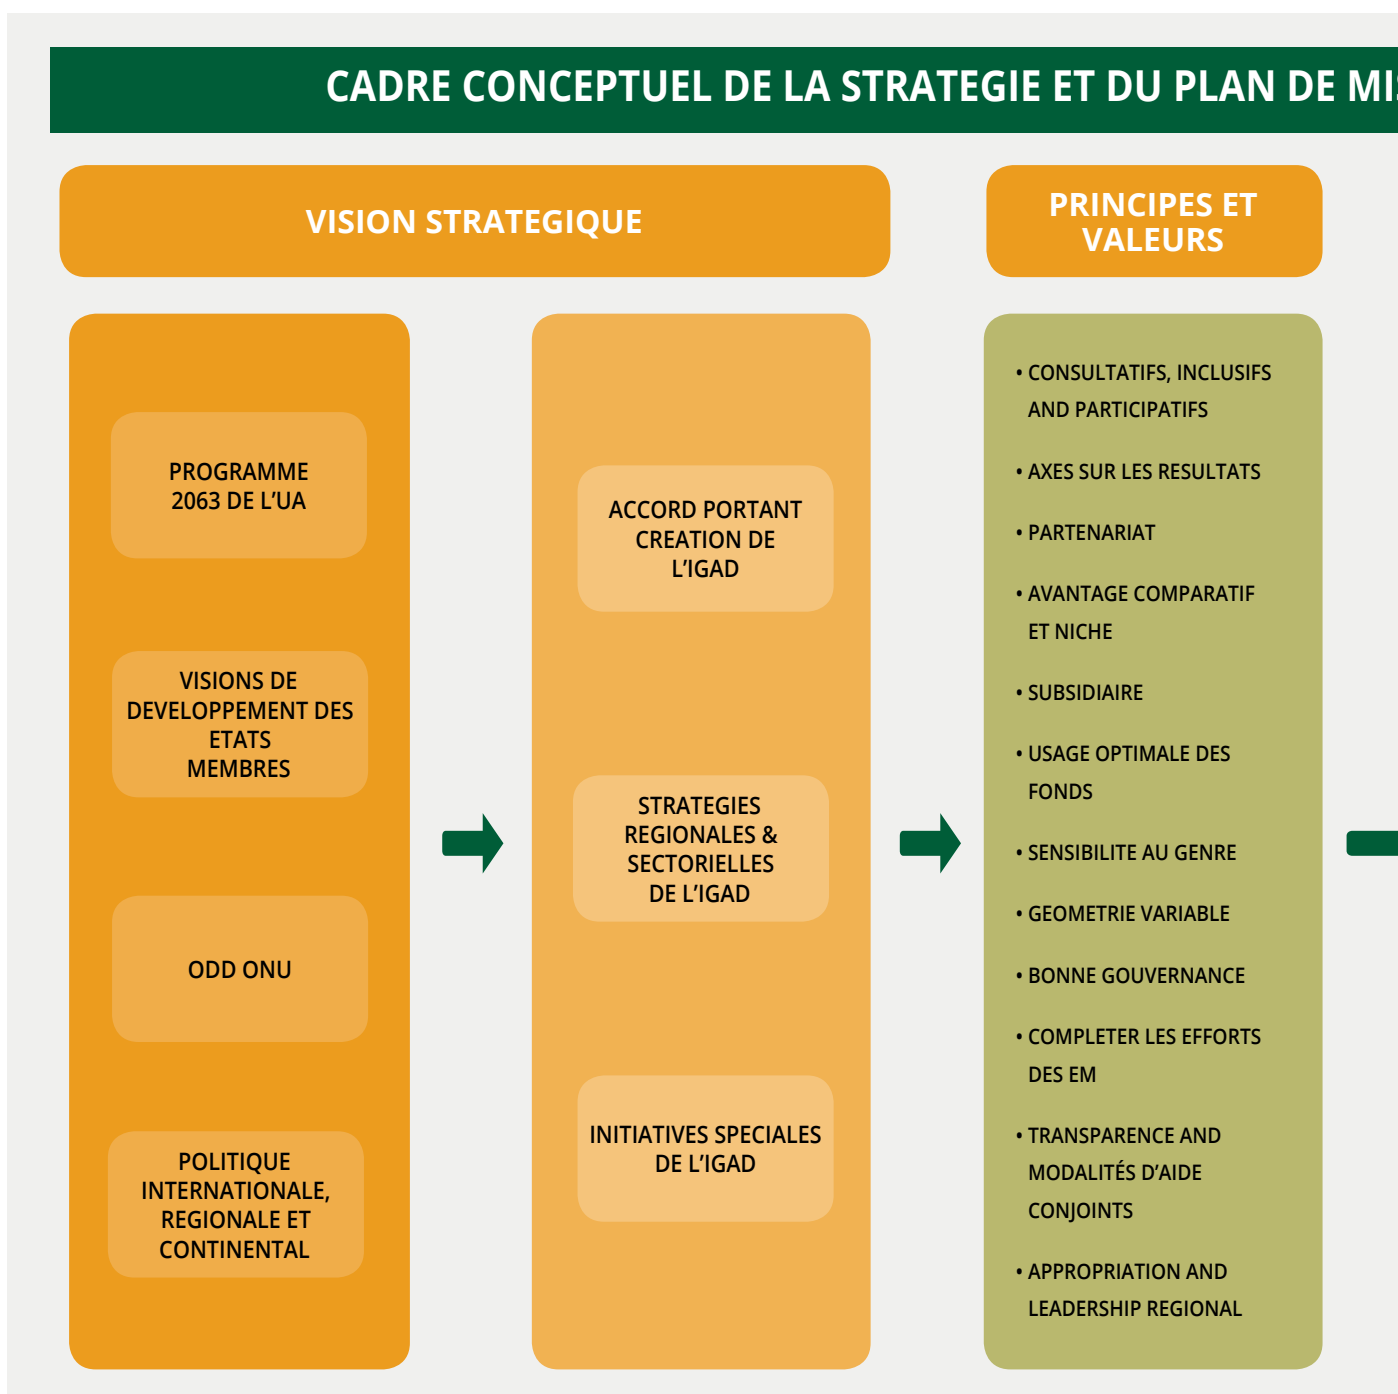 CADRE CONCEPTUEL DE LA STRATEGIE ET DU PLAN DE
VISION STRATEGIQUE
PRINCIPES ET
VALEURS
PROGRAMME
2063 DE L’UA
VISIONS DE
DEVELOPPEMENT DES
ETATS
MEMBRES
ODD ONU
POLITIQUE
INTERNATIONALE,
REGIONALE ET
CONTINENTAL
ACCORD PORTANT
CREATION DE
L’IGAD
STRATEGIES
REGIONALES &
SECTORIELLES
DE L’IGAD
INITIATIVES SPECIALES
DE L’IGAD
• CONSULTATIFS, INCLUSIFS
AND PARTICIPATIFS
• AXES SUR LES RESULTATS
• PARTENARIAT
• AVANTAGE COMPARATIF
ET NICHE
• SUBSIDIAIRE
• USAGE OPTIMALE DES
FONDS
• SENSIBILITE AU GENRE
• GEOMETRIE VARIABLE
• BONNE GOUVERNANCE
• COMPLETER LES EFFORTS
DES EM
• TRANSPARENCE AND
MODALITÉS D’AIDE
CONJOINTS
• APPROPRIATION AND
LEADERSHIP REGIONAL